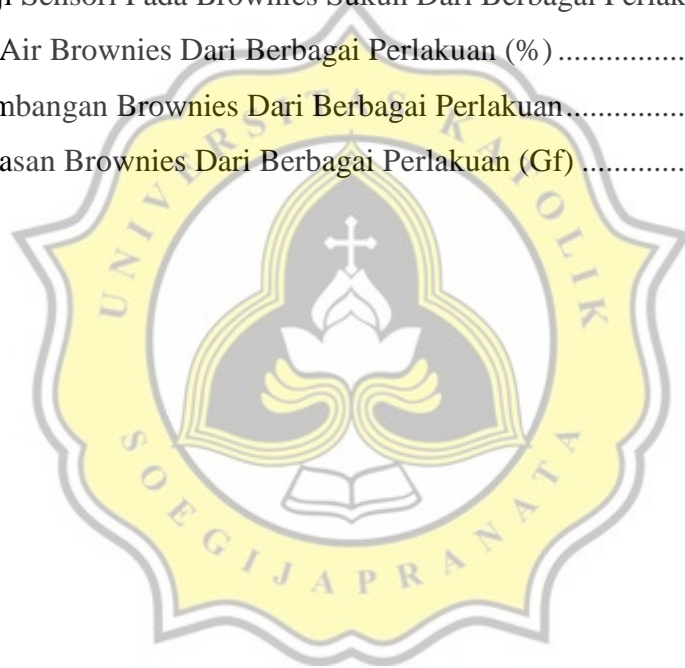 gi Sensori Pada Brownies Sukun Dari Berbagai Perlak
Air Brownies Dari Berbagai Perlakuan (%) ................
mbangan Brownies Dari Berbagai Perlakuan................
asan Brownies Dari Berbagai Perlakuan (Gf) .............
UNIVERSITAS KATOLIK
SOEGIJAPRANATA